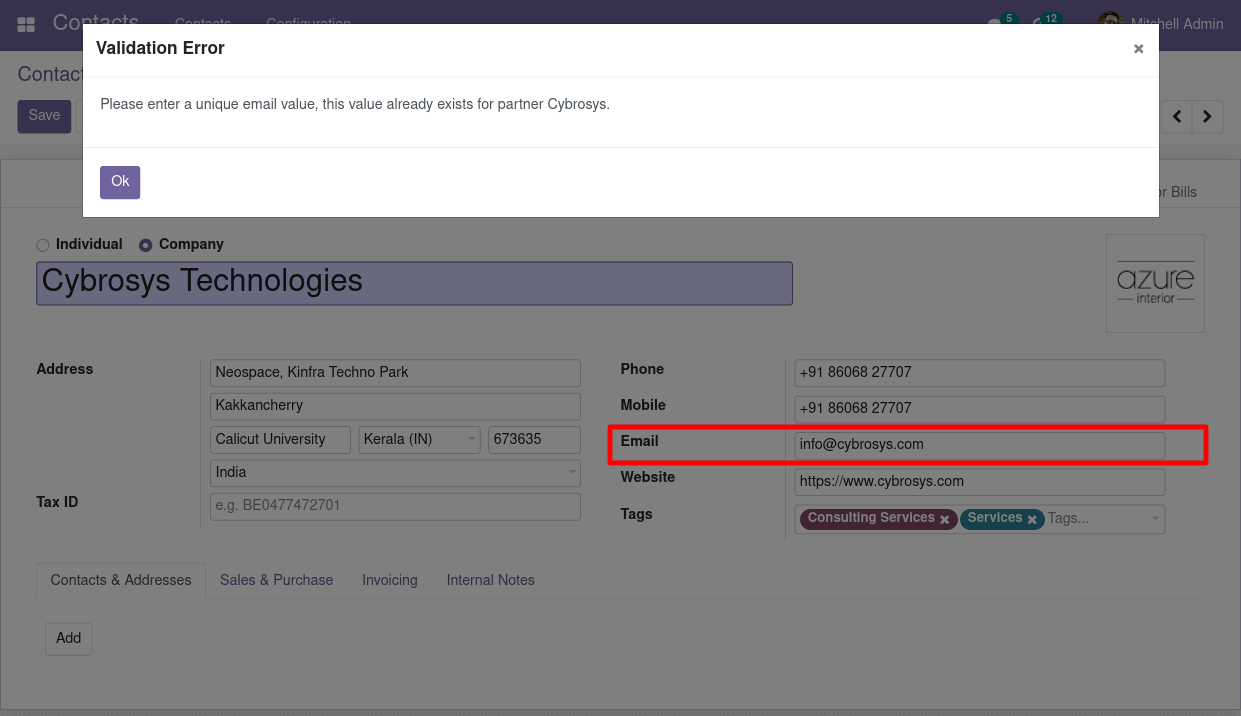 Contacts Contacts Configuration 5 12 Mitchell Admin
Validation Error ×
Contac
Please enter a unique email value, this value already exists for partner Cybrosys.
Save
Ok
or Bills
Individual Company
Cybrosys Technologies
azure
interior
Address Neospace, Kinfra Techno Park Phone +91 86068 27707
Kakkancherry Mobile +91 86068 27707
Calicut University Kerala (IN) 673635 Email info@cybrosys.com
India Website https://www.cybrosys.com
Tax ID e.g. BE0477472701 Tags Consulting Services × Services × Tags...
Contacts & Addresses Sales & Purchase Invoicing Internal Notes
Add